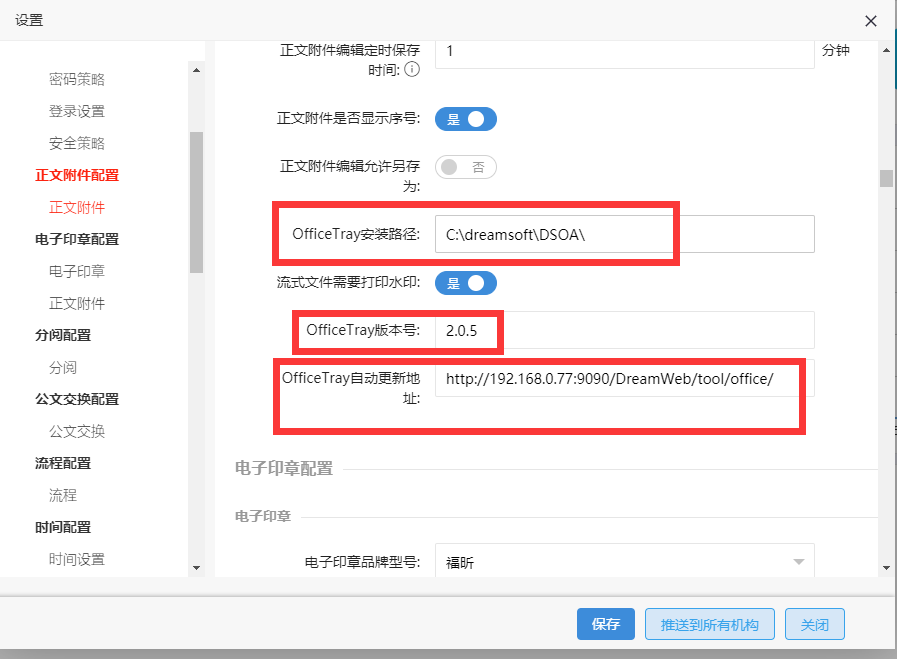 设置
密码策略
登录设置
安全策略
正文附件配置
正文附件
电子印章配置
电子印章
正文附件
分阅配置
分阅
公文交换配置
公文交换
流程配置
流程
时间配置
时间设置
正文附件编辑定时保存 1 分钟
时间:
正文附件是否显示序号: 是
正文附件编辑允许另存 否
为:
OfficeTray安装路径: C:\dreamsoft\DSOA\
流式文件需要打印水印: 是
OfficeTray版本号: 2.0.5
OfficeTray自动更新地 http://192.168.0.77:9090/DreamWeb/tool/office/
址:
电子印章配置
电子印章
电子印章品牌型号: 福昕
保存 推送到所有机构 关闭